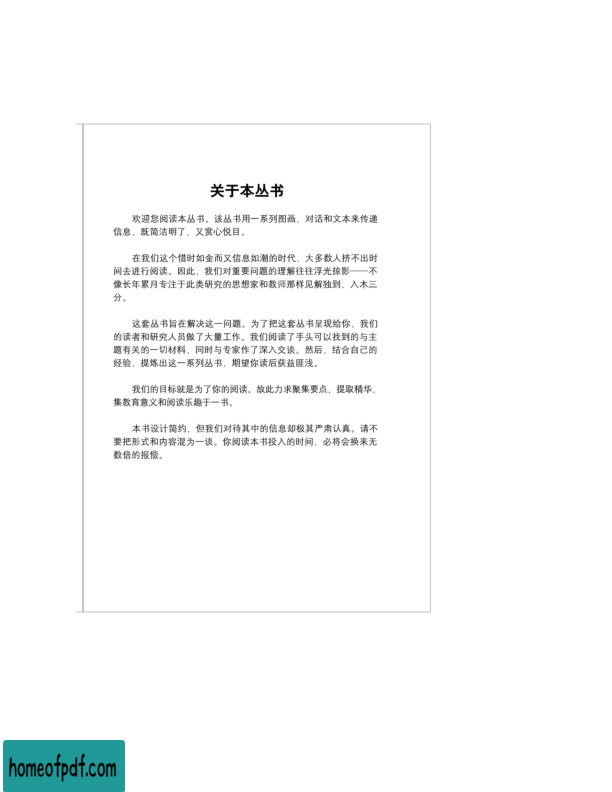 关于本丛书
欢迎您阅读本丛书。该丛书用一系列图画、对话和文本来传递
信息，既简洁明了，又赏心悦目。
在我们这个惜时如金而又信息如潮的时代，大多数人挤不出时
间去进行阅读。因此，我们对重要问题的理解往往浮光掠影——不
像长年累月专注于此类研究的思想家和教师那样见解独到、入木三
分。
这套丛书旨在解决这一问题。为了把这套丛书呈现给你，我们
的读者和研究人员做了大量工作。我们阅读了手头可以找到的与主
题有关的一切材料，同时与专家作了深入交谈。然后，结合自己的
经验，提炼出这一系列丛书，期望你读后获益匪浅。
我们的目标就是为了你的阅读。故此力求聚集要点、提取精华，
集教育意义和阅读乐趣于一书。
本书设计简约，但我们对待其中的信息却极其严肃认真。请不
要把形式和内容混为一谈。你阅读本书投入的时间，必将会换来无
数倍的报偿。
homeofpdf.com